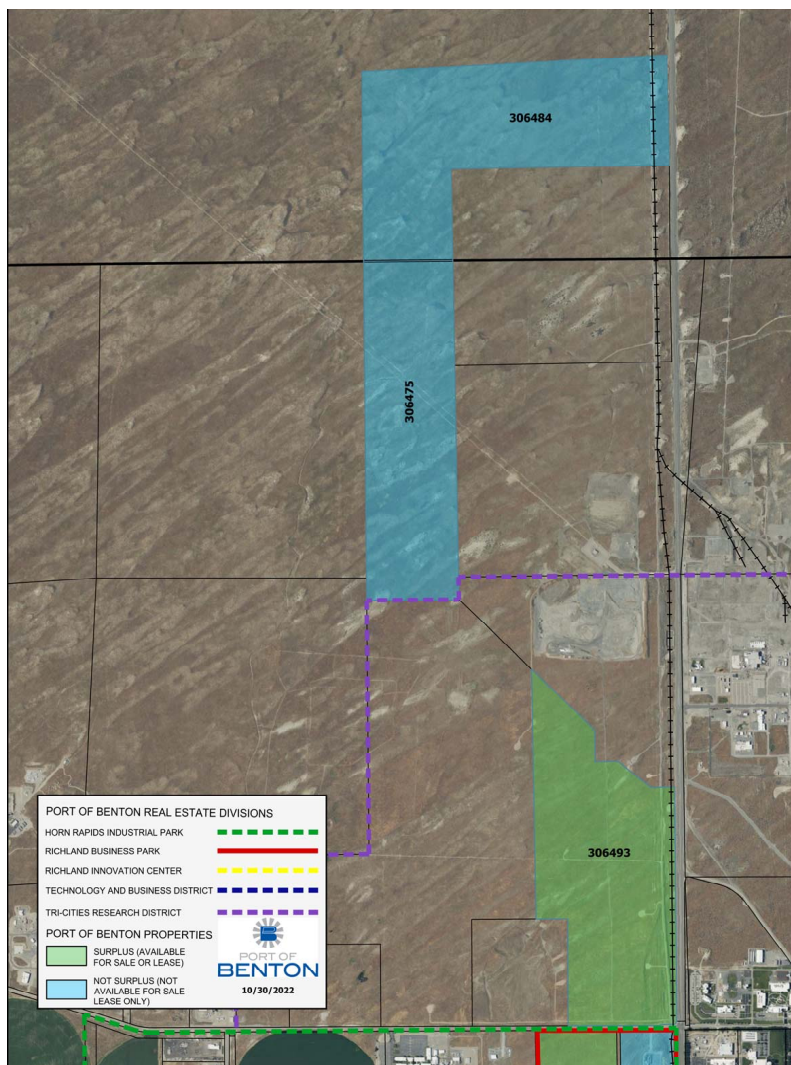 306484
306475
306493
PORT OF BENTON REAL ESTATE DIVISIONS
HORN RAPIDS INDUSTRIAL PARK
RICHLAND BUSINESS PARK
RICHLAND INNOVATION CENTER
TECHNOLOGY AND BUSINESS DISTRICT
TRI-CITIES RESEARCH DISTRICT
PORT OF BENTON PROPERTIES
SURPLUS (AVAILABLE
FOR SALE OR LEASE)
NOT SURPLUS (NOT
AVAILABLE FOR SALE
LEASE ONLY)
PORT OF
BENTON
10/30/2022